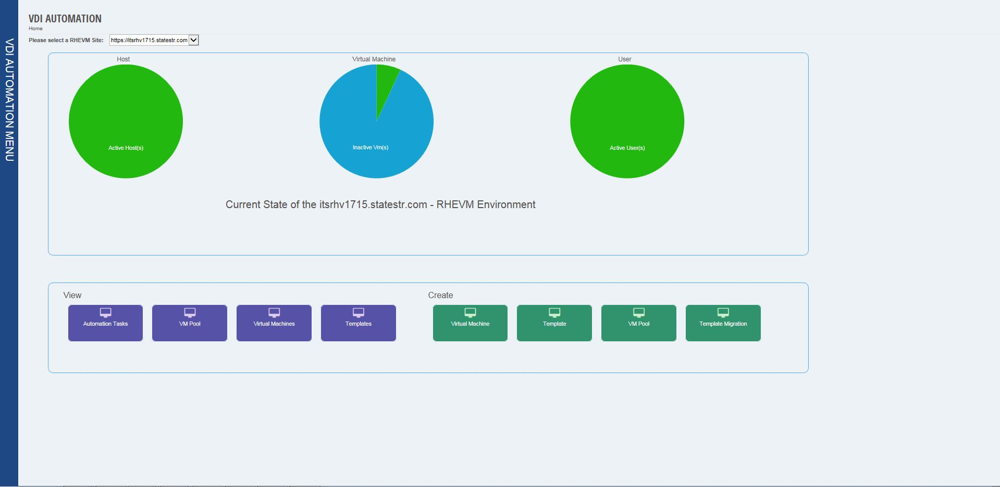 VDI AUTOMATION
Home
Please select a RHEVM Site: https://itsrhv1715.statestr.com
VDI AUTOMATION MENU
Host Virtual Machine User
Active Host(s) Inactive Vm(s) Active User(s)
Current State of the itsrhv1715.statestr.com - RHEVM Environment
View Create
Automation Tasks VM Pool Virtual Machines Templates Virtual Machine Template VM Pool Template Migration